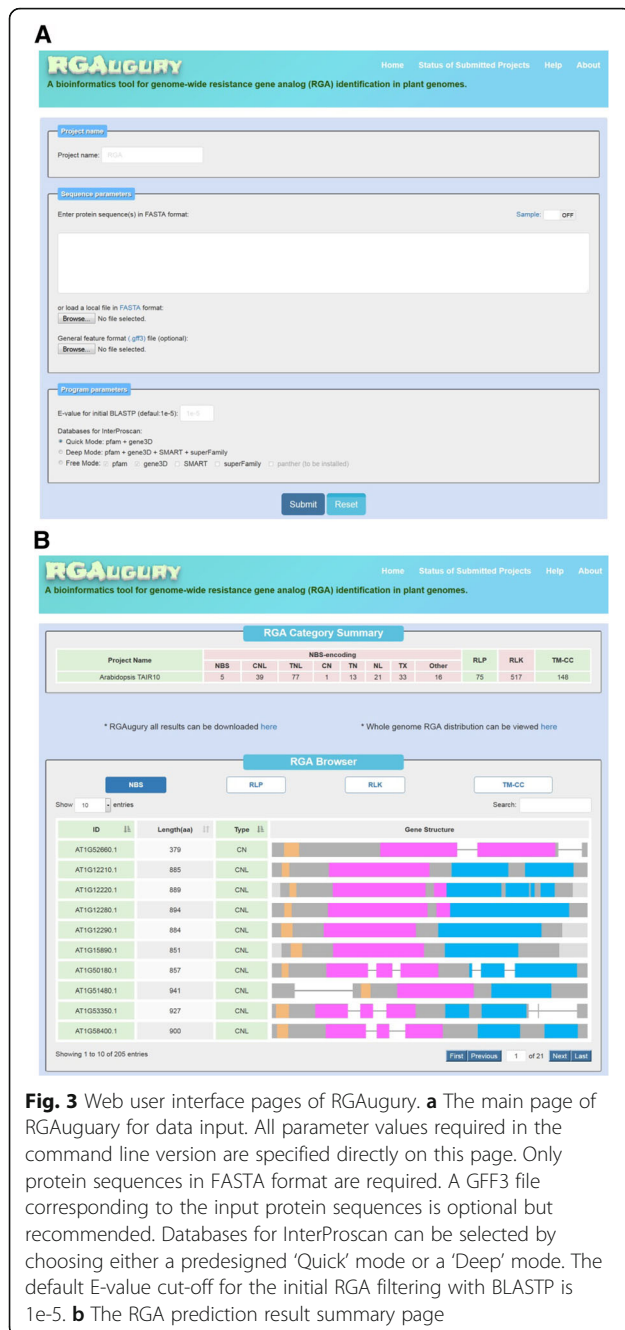 A
RGAUGURY
Home Status of Submitted Projects Help About
A bioinformatics tool for genome-wide resistance gene analog (RGA) identification in plant genomes.
Project name
Project name: RGA
Sequence parameters
Enter protein sequence(s) in FASTA format: Sample: OFF
or load a local file in FASTA format:
Browse... No file selected.
General feature format (.gff3) file (optional):
Browse... No file selected.
Program parameters
E-value for initial BLASTP (defaul:1e-5): 1e-5
Databases for InterProscan:
Quick Mode: pfam + gene3D
Deep Mode: pfam + gene3D + SMART + superFamily
Free Mode: pfam gene3D SMART superFamily panther (to be installed)
Submit Reset
B
RGAUGURY
Home Status of Submitted Projects Help About
A bioinformatics tool for genome-wide resistance gene analog (RGA) identification in plant genomes.
RGA Category Summary
Project Name NBS-encoding RLP RLK TM-CC
NBS CNL TNL CN TN NL TX Other
Arabidopsis TAIR10 5 39 77 1 13 21 33 16 75 517 148
* RGAugury all results can be downloaded here * Whole genome RGA distribution can be viewed here
RGA Browser
NBS RLP RLK TM-CC
Show 10 entries Search:
ID Length(aa) Type Gene Structure
AT1G52660.1 379 CN
AT1G12210.1 885 CNL
AT1G12220.1 889 CNL
AT1G12280.1 894 CNL
AT1G12290.1 884 CNL
AT1G15890.1 851 CNL
AT1G50180.1 857 CNL
AT1G51480.1 941 CNL
AT1G53350.1 927 CNL
AT1G58400.1 900 CNL
Showing 1 to 10 of 205 entries First Previous 1 of 21 Next Last
Fig. 3 Web user interface pages of RGAugury. a The main page of
RGAuguary for data input. All parameter values required in the
command line version are specified directly on this page. Only
protein sequences in FASTA format are required. A GFF3 file
corresponding to the input protein sequences is optional but
recommended. Databases for InterProscan can be selected by
choosing either a predesigned ‘Quick’ mode or a ‘Deep’ mode. The
default E-value cut-off for the initial RGA filtering with BLASTP is
1e-5. b The RGA prediction result summary page